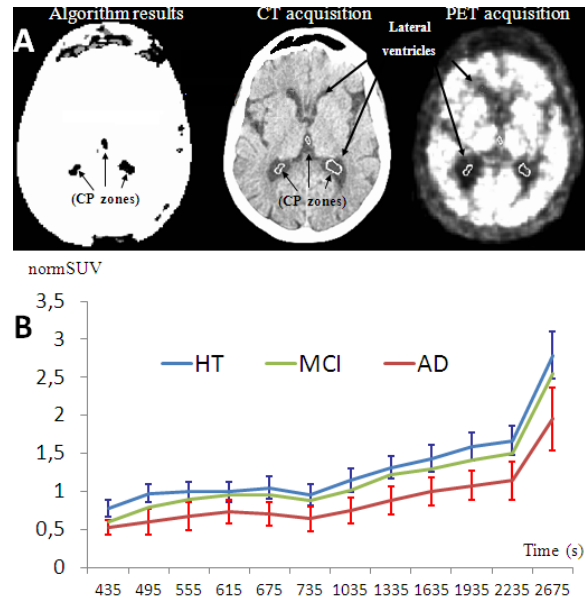 Algorithm results CT acquisition PET acquisition
A
Lateral
ventricles
(CP zones)
(CP zones)
normSUV
B
3,5
3
2,5
2
1,5
1
0,5
0
HT MCI AD
Time (s)
435 495 555 615 675 735 1035 1335 1635 1935 2235 2675